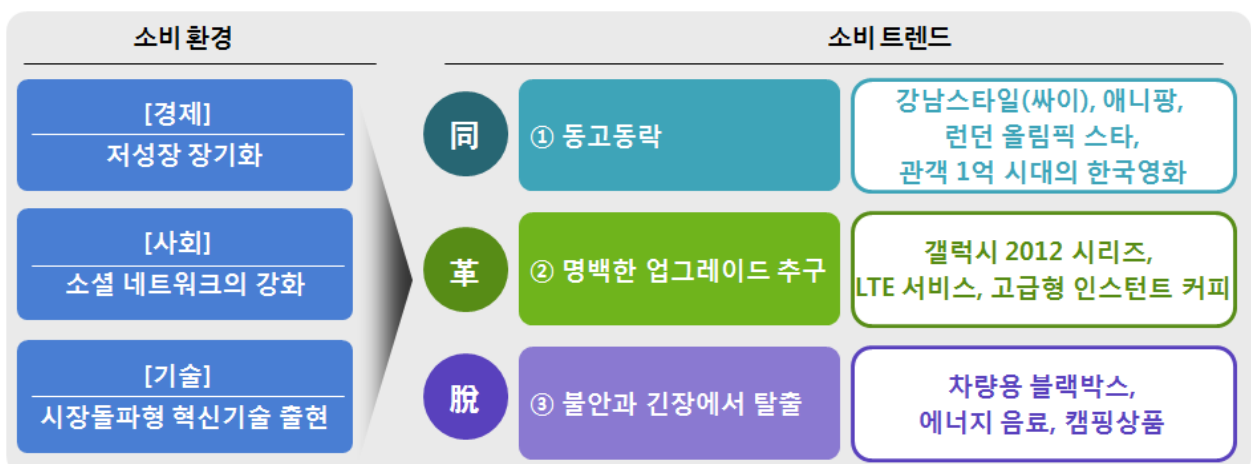 소비 환경
소비 트렌드
[경제]
저성장 장기화
同
① 동고동락
강남스타일(싸이), 애니팡,
런던 올림픽 스타,
관객 1억 시대의 한국영화
[사회]
소셜 네트워크의 강화
革
② 명백한 업그레이드 추구
갤럭시 2012 시리즈,
LTE 서비스, 고급형 인스턴트 커피
[기술]
시장돌파형 혁신기술 출현
脫
③ 불안과 긴장에서 탈출
차량용 블랙박스,
에너지 음료, 캠핑상품